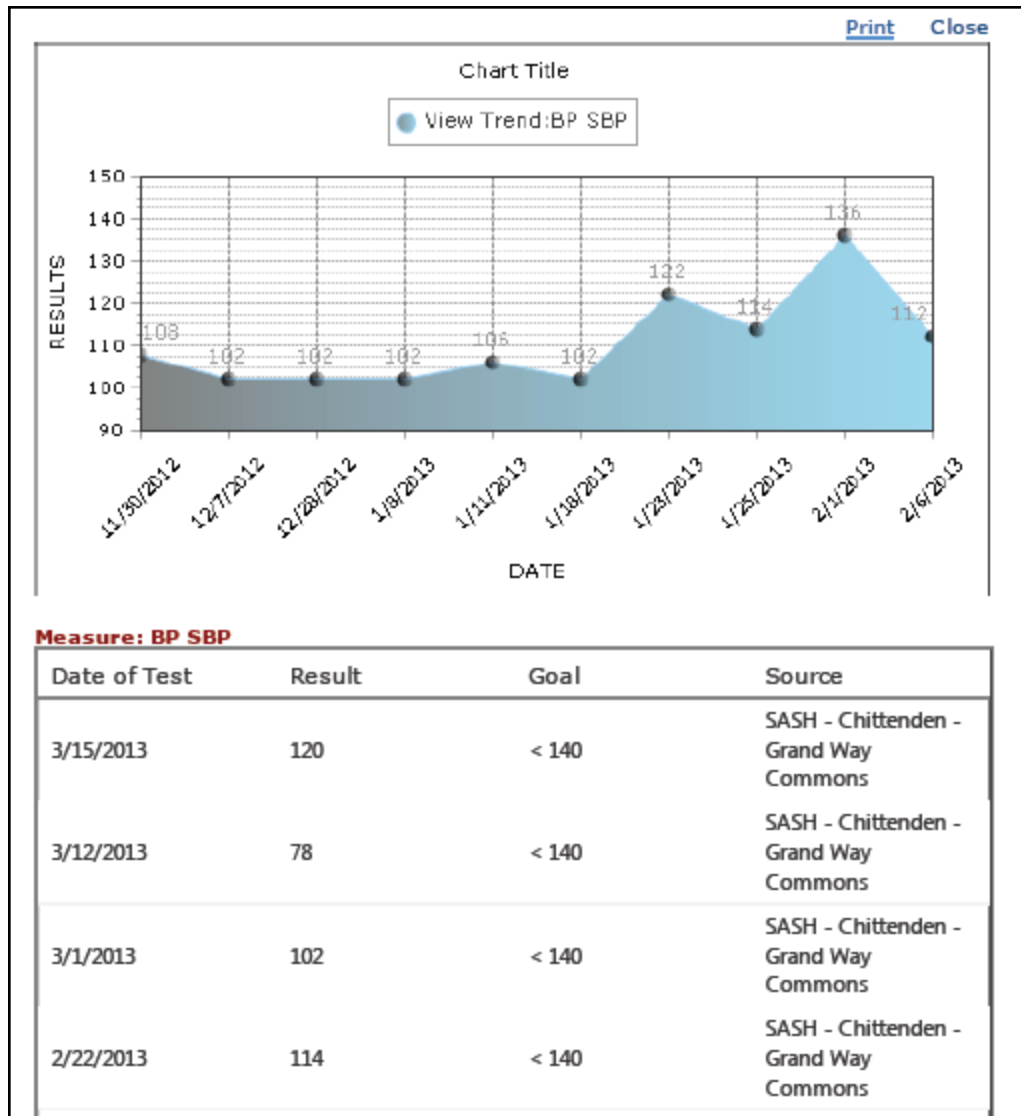 Print Close
Chart Title
View Trend:BP SBP
150
140
130
120
110
100
90
RESULTS
108
102
102
102
106
102
122
114
136
112
11/30/2012
12/7/2012
12/28/2012
1/8/2013
1/11/2013
1/18/2013
1/23/2013
1/25/2013
2/1/2013
2/6/2013
DATE
Measure: BP SBP
Date of Test Result Goal Source
3/15/2013 120 < 140 SASH - Chittenden -
Grand Way
Commons
3/12/2013 78 < 140 SASH - Chittenden -
Grand Way
Commons
3/1/2013 102 < 140 SASH - Chittenden -
Grand Way
Commons
2/22/2013 114 < 140 SASH - Chittenden -
Grand Way
Commons